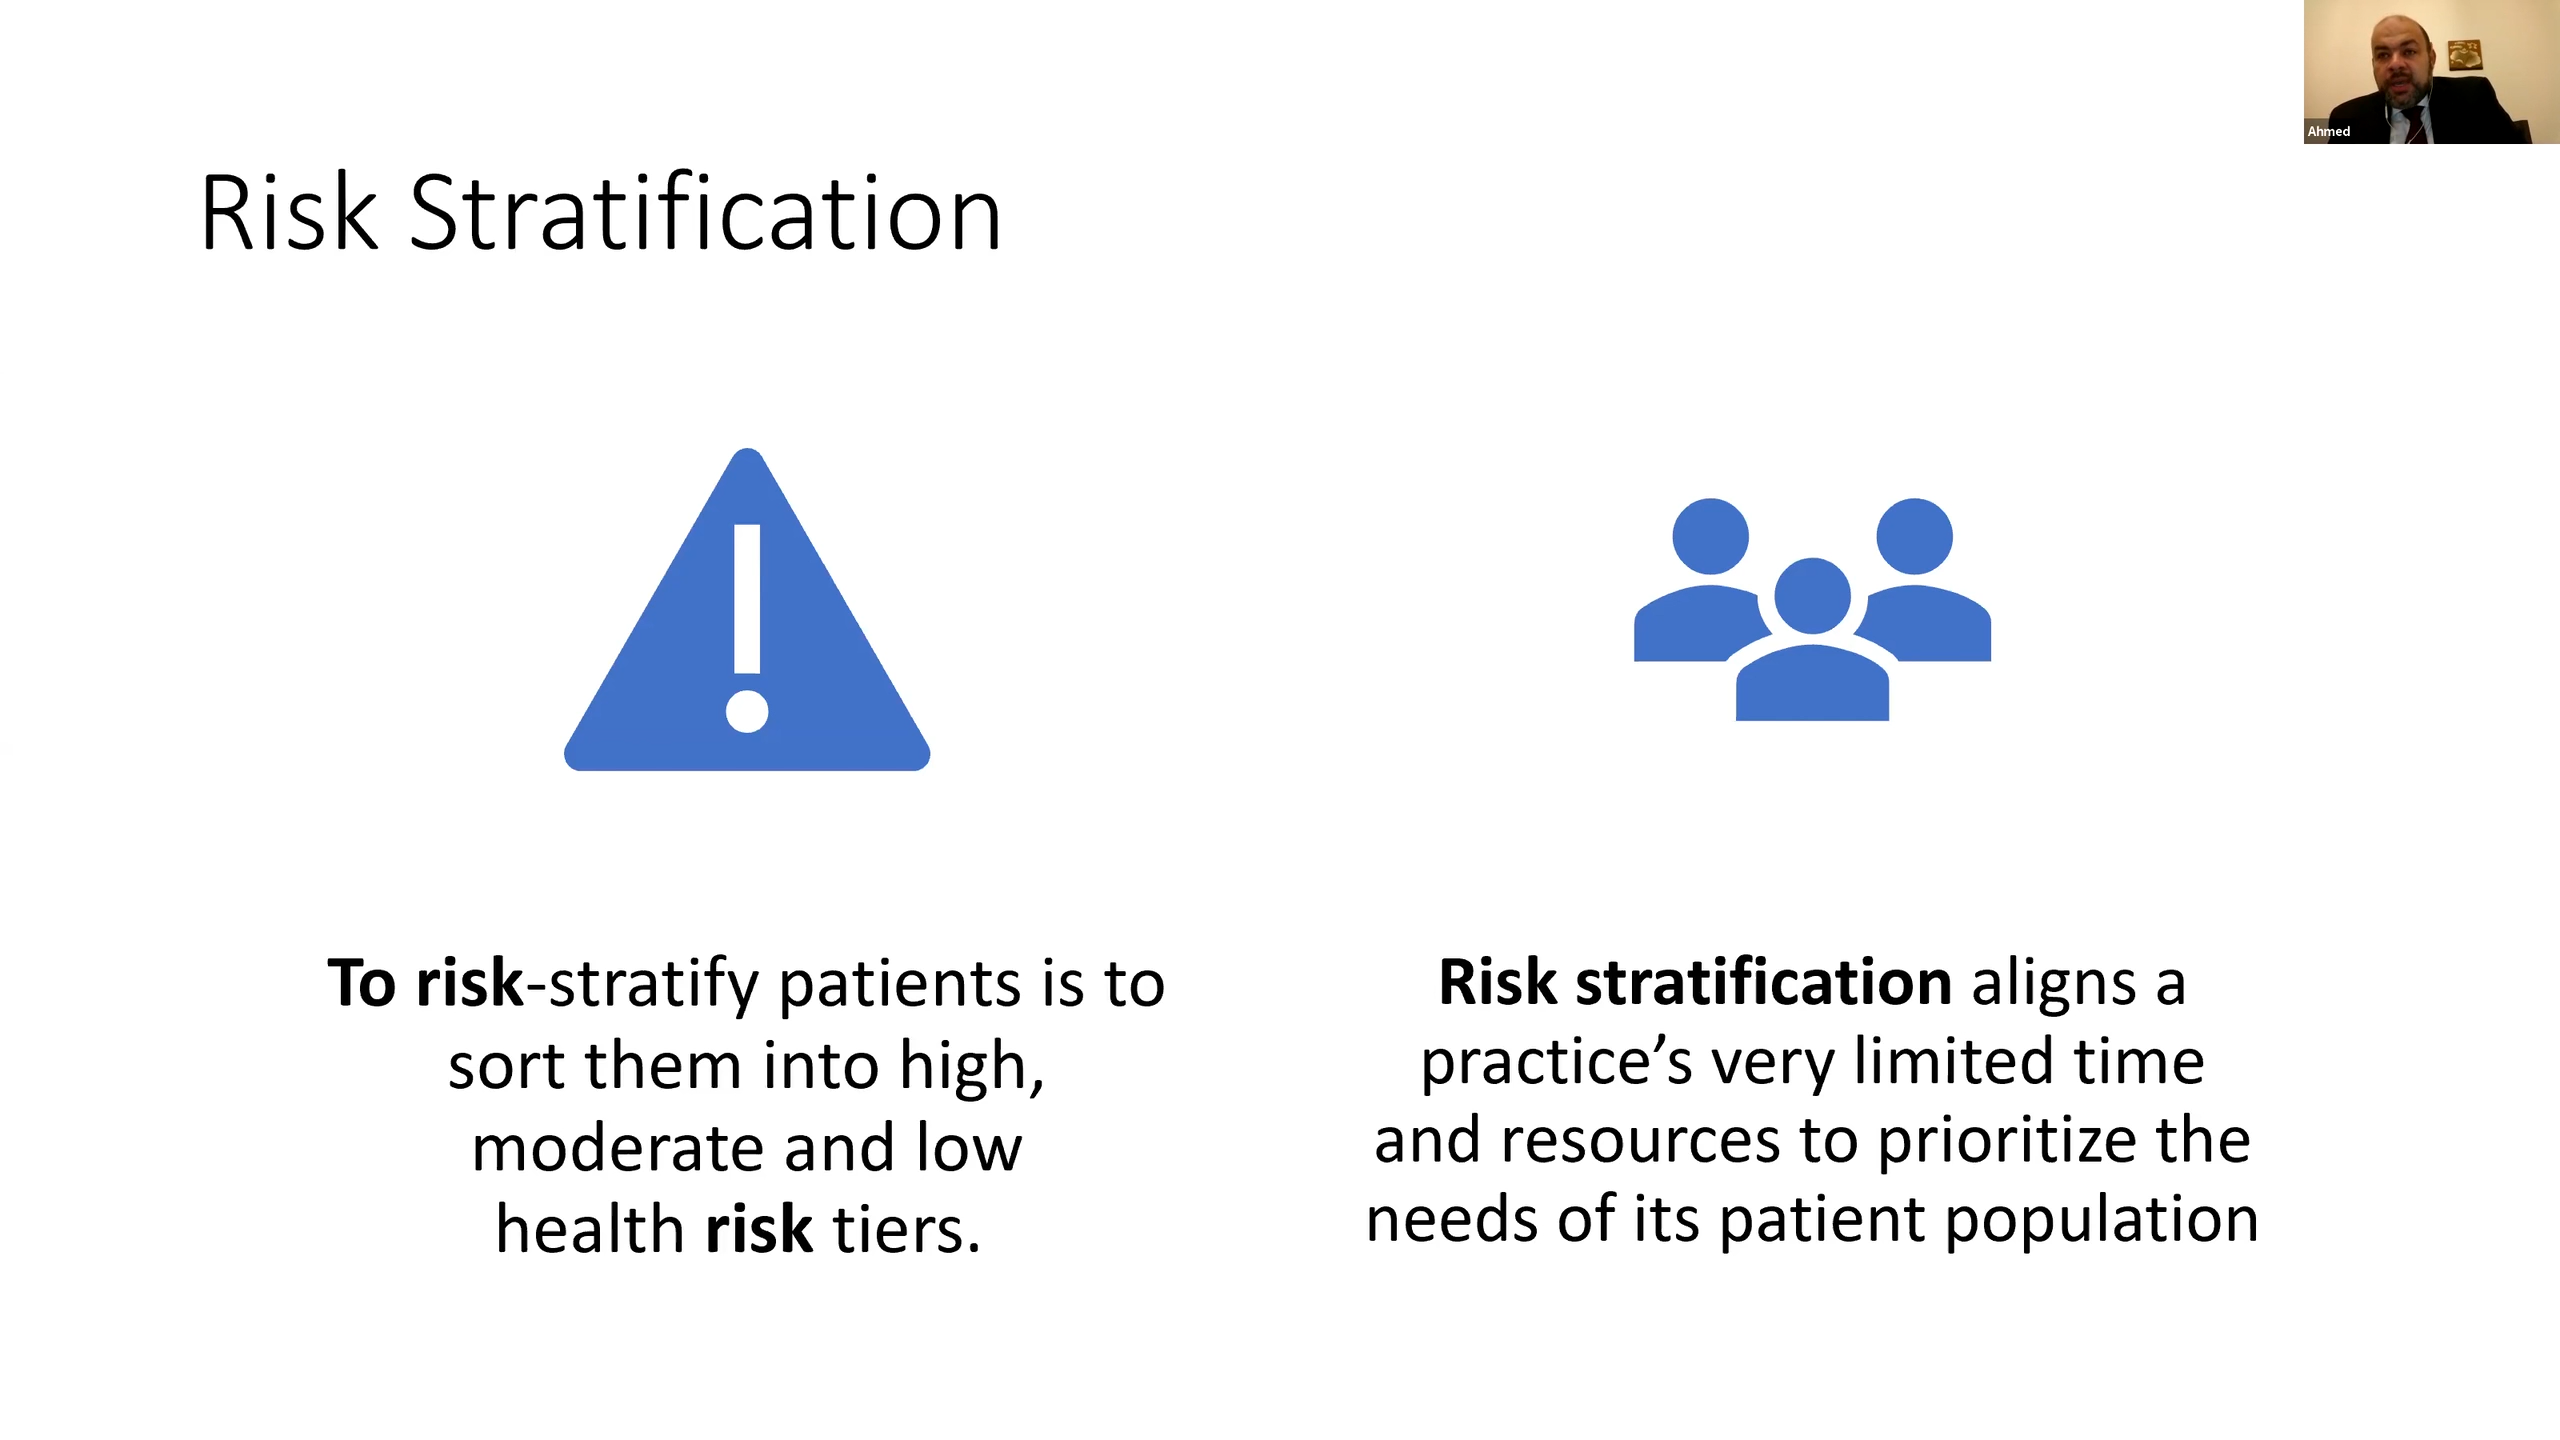 Ahmed
Risk Stratification
To risk-stratify patients is to
sort them into high,
moderate and low
health risk tiers.
Risk stratification aligns a
practice’s very limited time
and resources to prioritize the
needs of its patient population